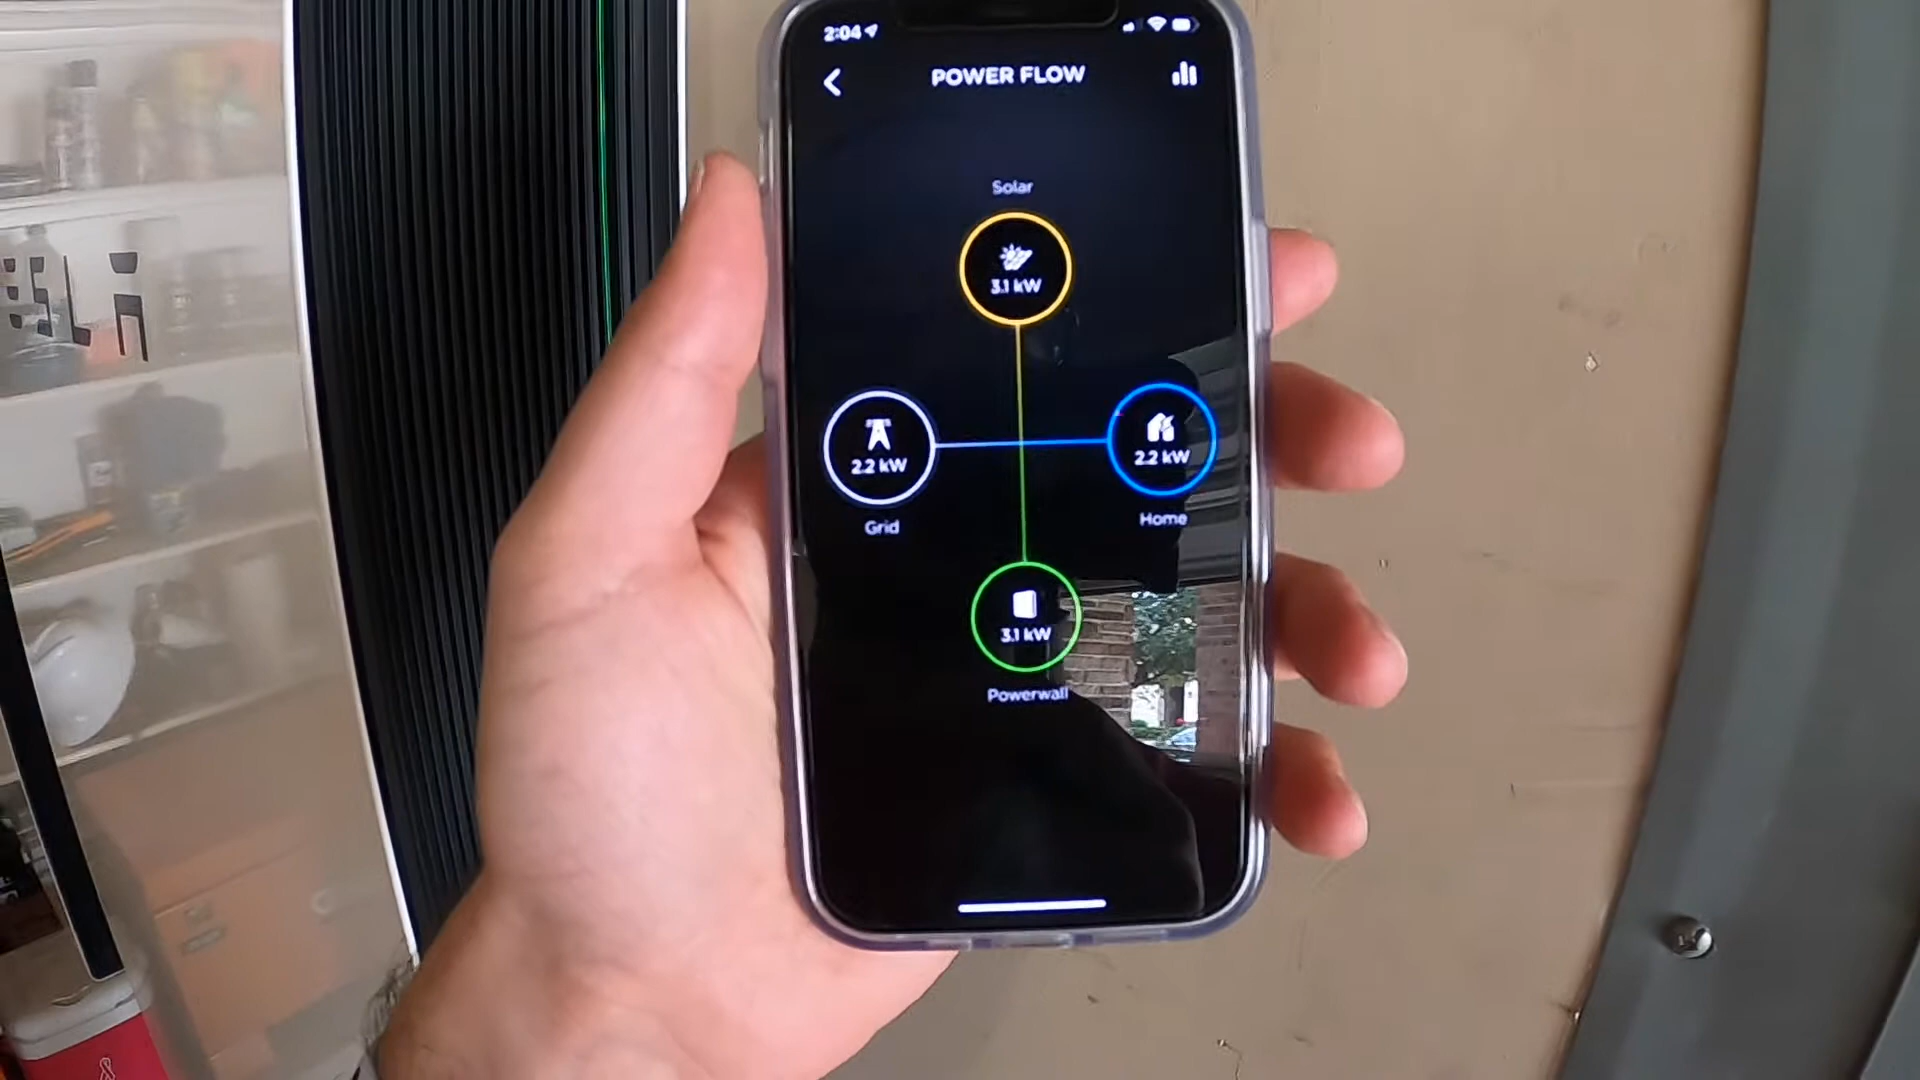 2:04
POWER FLOW
Solar
3.1 kW
2.2 kW
2.2 kW
Grid
Home
3.1 kW
Powerwall
ESLA